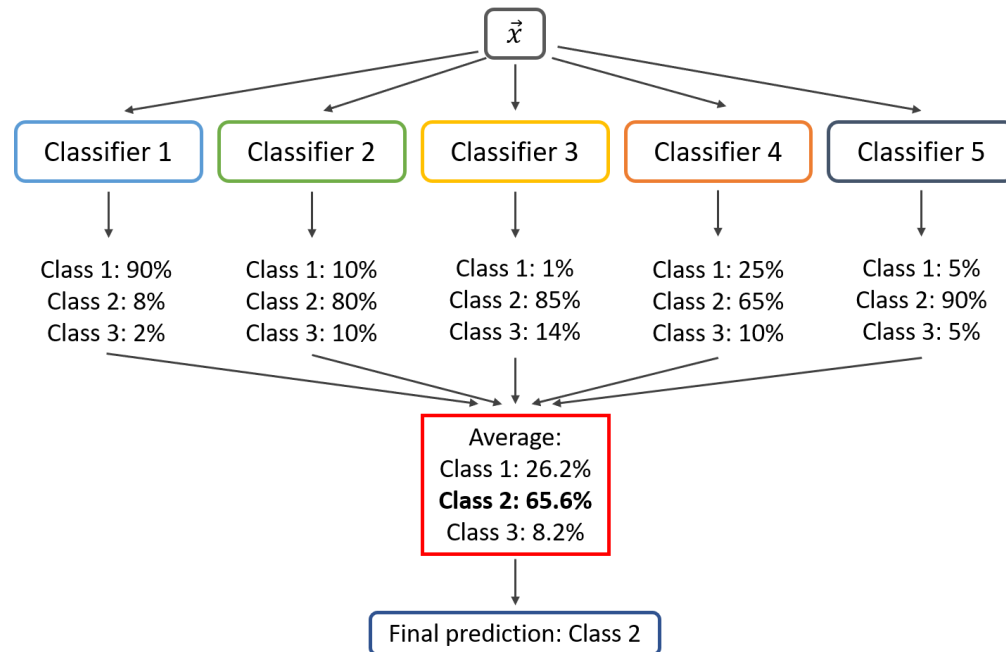 x⃗
Classifier 1
Classifier 2
Classifier 3
Classifier 4
Classifier 5
Class 1: 90%
Class 2: 8%
Class 3: 2%
Class 1: 10%
Class 2: 80%
Class 3: 10%
Class 1: 1%
Class 2: 85%
Class 3: 14%
Class 1: 25%
Class 2: 65%
Class 3: 10%
Class 1: 5%
Class 2: 90%
Class 3: 5%
Average:
Class 1: 26.2%
Class 2: 65.6%
Class 3: 8.2%
Final prediction: Class 2